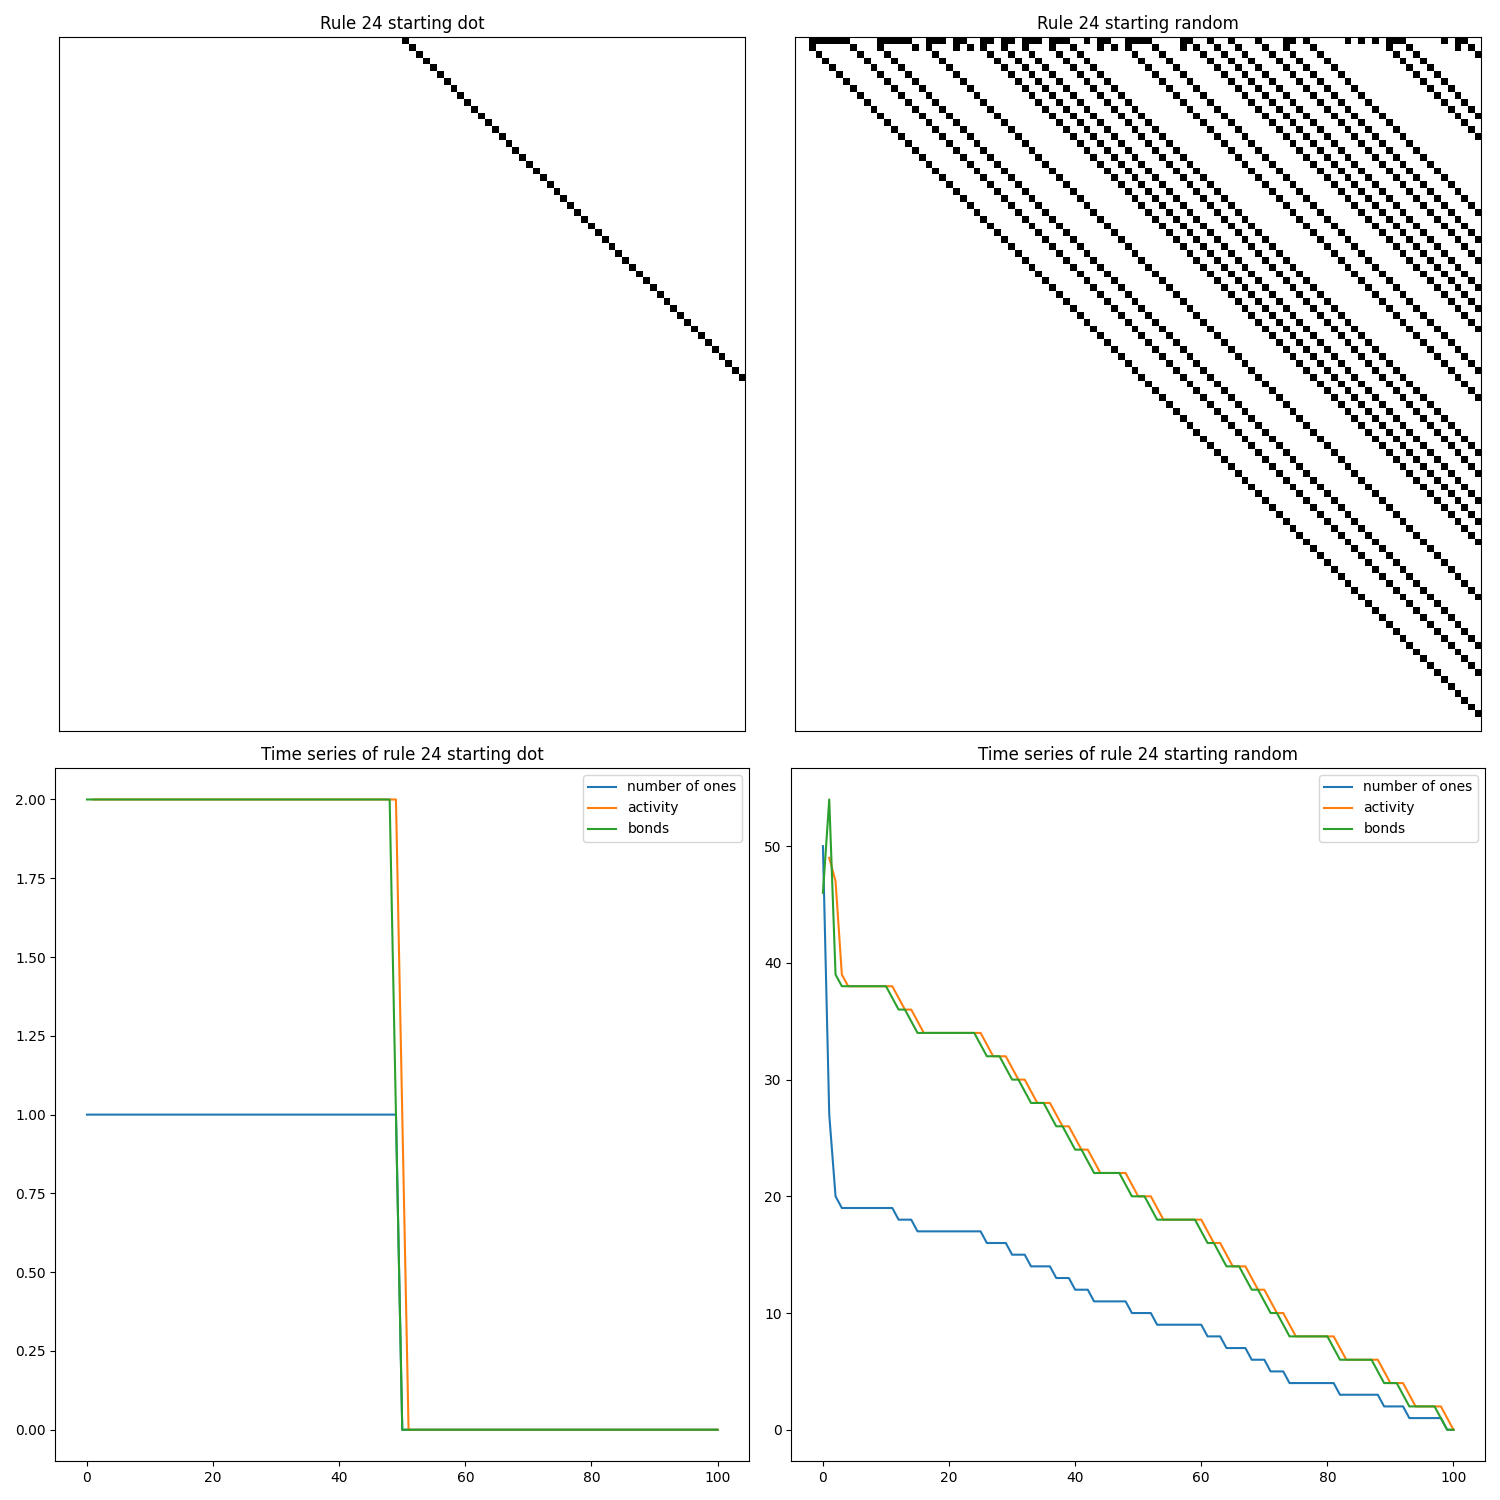 Rule 24 starting dot
Rule 24 starting random
Time series of rule 24 starting dot
number of ones
activity
bonds
2.00
1.75
1.50
1.25
1.00
0.75
0.50
0.25
0.00
0 20 40 60 80 100
Time series of rule 24 starting random
number of ones
activity
bonds
50
40
30
20
10
0
0 20 40 60 80 100